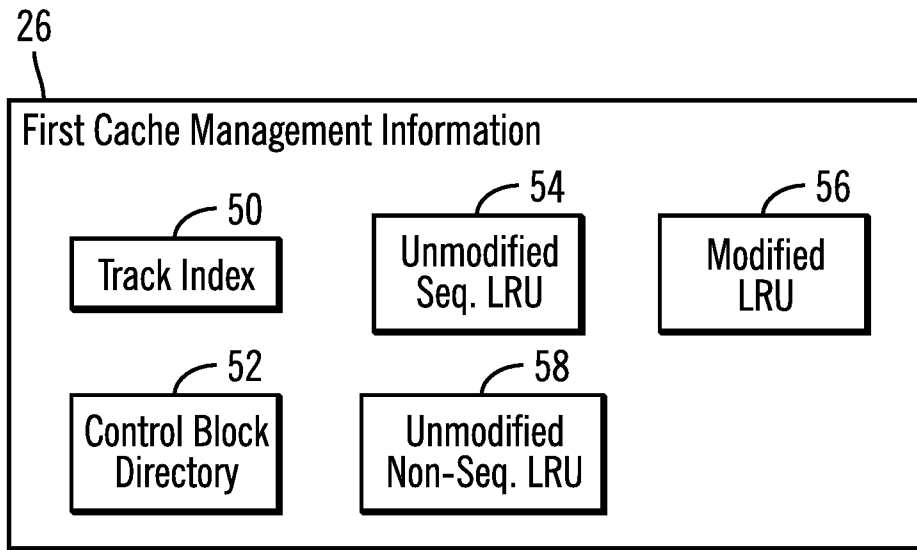 26
First Cache Management Information
50
Track Index
54
Unmodified
Seq. LRU
56
Modified
LRU
52
Control Block
Directory
58
Unmodified
Non-Seq. LRU